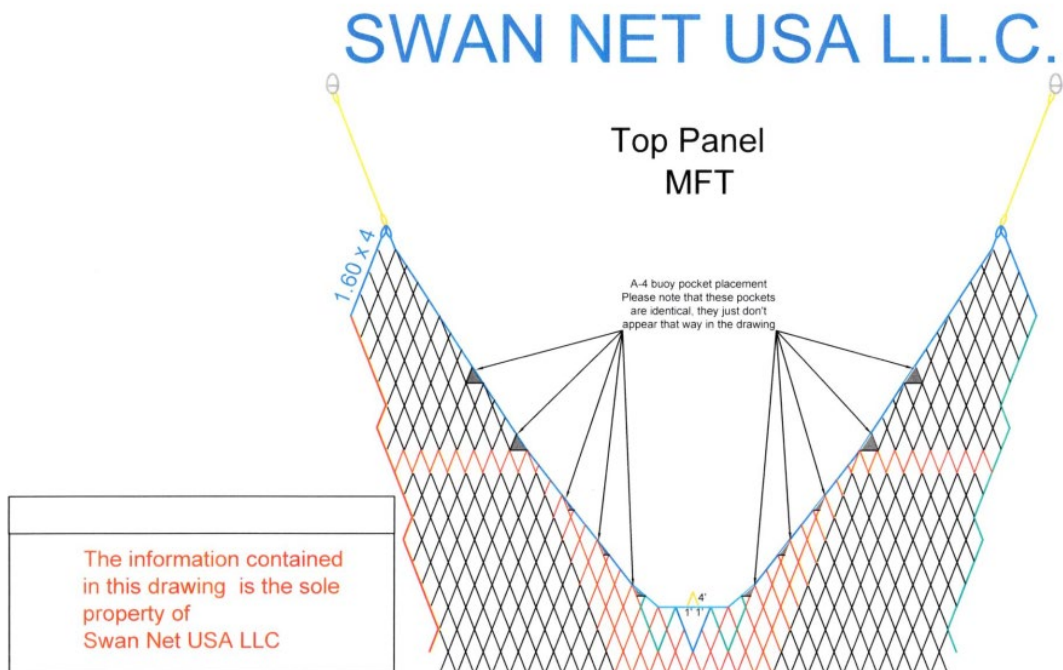 SWAN NET USA L.L.C.
Top Panel
MFT
1.60 x 4
A-4 buoy pocket placement
Please note that these pockets
are identical, they just don't
appear that way in the drawing
4'
1' 1'
The information contained
in this drawing is the sole
property of
Swan Net USA LLC